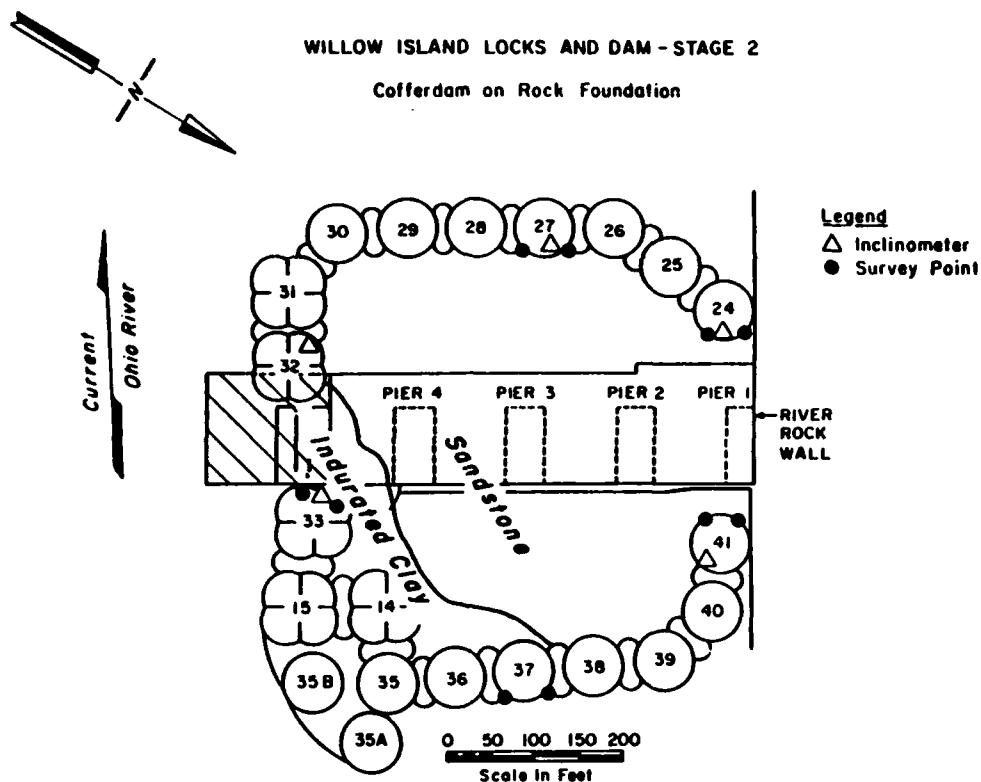 WILLOW ISLAND LOCKS AND DAM - STAGE 2
Cofferdam on Rock Foundation
N
Current
Ohio River
Legend
Inclinometer
Survey Point
30
29
28
27
26
25
24
31
32
PIER 4
PIER 3
PIER 2
PIER 1
RIVER
ROCK
WALL
Indurated Clay
Sandstone
33
41
15
14
40
35B
35
36
37
38
39
35A
0 50 100 150 200
Scale In Feet